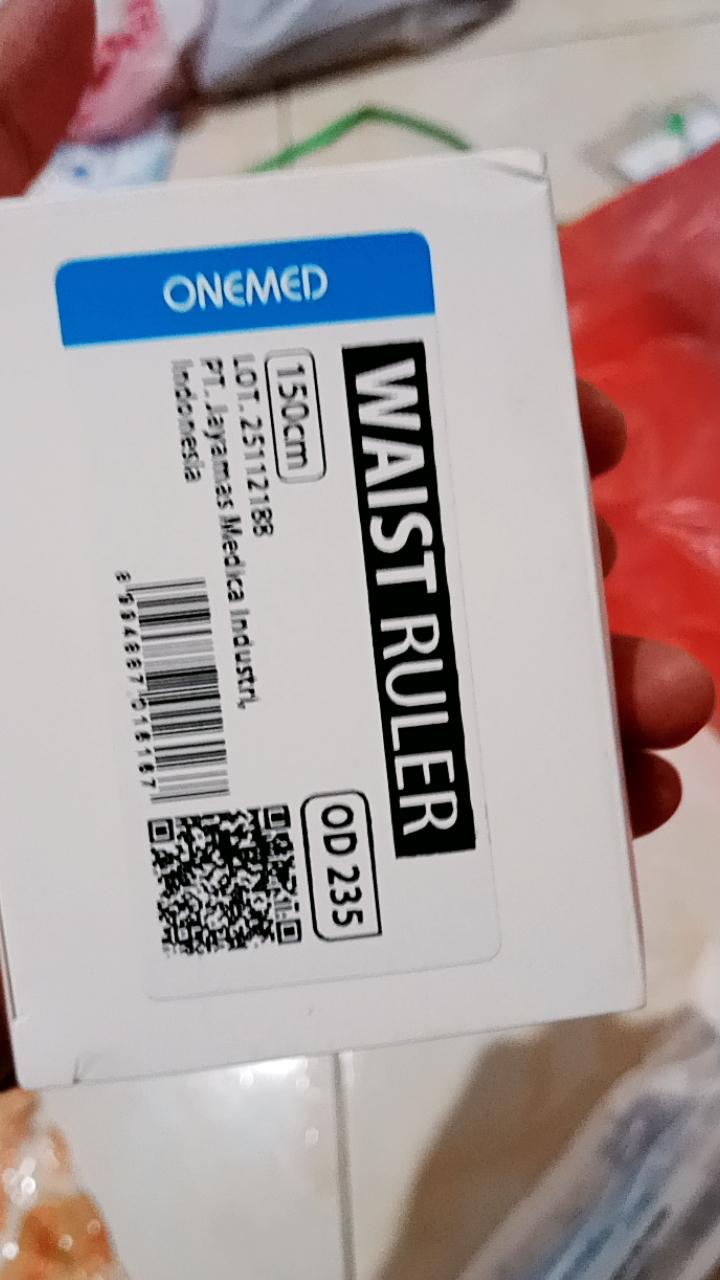 ONEMED
WAIST RULER
150cm
OD 235
LOT. 25112188
PT. Jayamas Medica Industri,
Indonesia